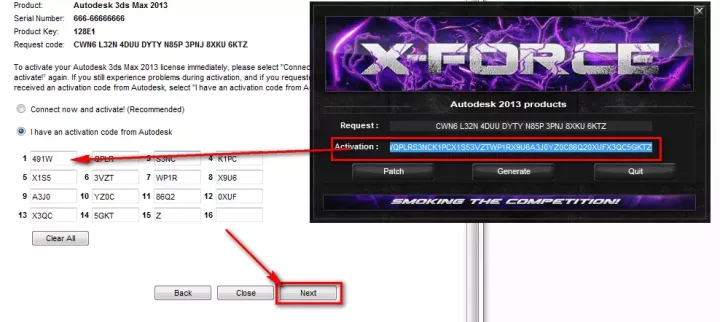 Product: Autodesk 3ds Max 2013
Serial Number: 666-66666666
Product Key: 128E1
Request code: CWN6 L32N 4DUU DYTY N85P 3PNJ 8XKU 6KTZ
To activate your Autodesk 3ds Max 2013 license immediately, please select "Connec
activate!" again. If you still experience problems during activation, and if you requeste
received an activation code from Autodesk, select "I have an activation code from Au
Connect now and activate! (Recommended)
I have an activation code from Autodesk
1 491W QPLR 3 S3NC 4 K1PC
5 X1S5 6 3VZT 7 WP1R 8 X9U6
9 A3J0 10 YZ0C 11 86Q2 12 0XUF
13 X3QC 14 5GKT 15 Z 16
Clear All
Back Close Next
X-FORCE
Autodesk 2013 products
Request : CWN6 L32N 4DUU DYTY N85P 3PNJ 8XKU 6KTZ
Activation : QPLRS3NCK1PCX1S53VZTWP1RX9U6A3J0YZ0C86Q20XUFX3QC5GKTZ
Patch Generate Quit
SMOKING THE COMPETITION!